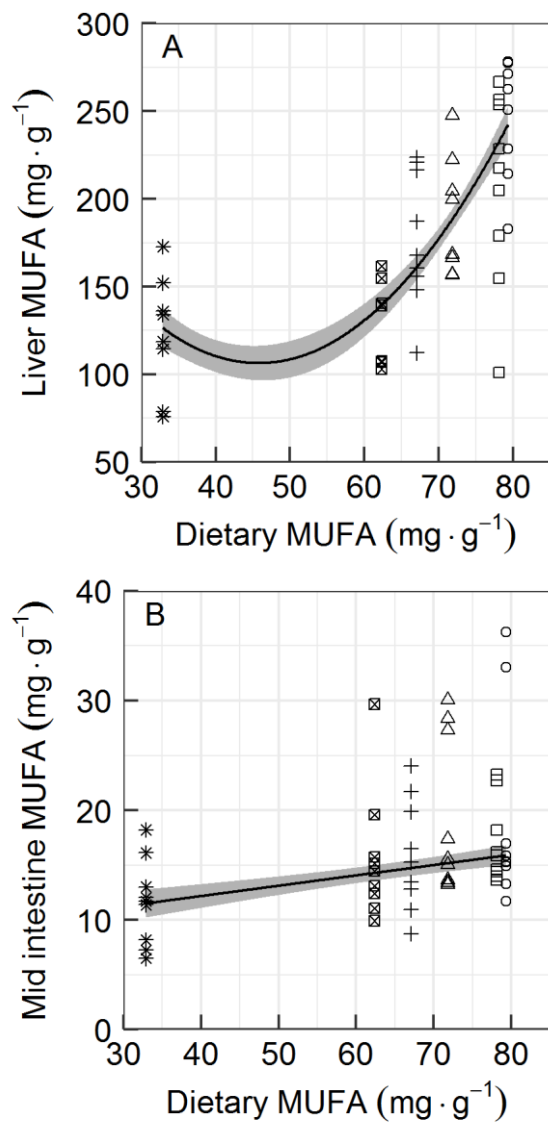 A
300
250
200
150
100
50
Liver MUFA (mg · g⁻¹)
30 40 50 60 70 80
Dietary MUFA (mg · g⁻¹)
B
40
30
20
10
0
Mid intestine MUFA (mg · g⁻¹)
30 40 50 60 70 80
Dietary MUFA (mg · g⁻¹)